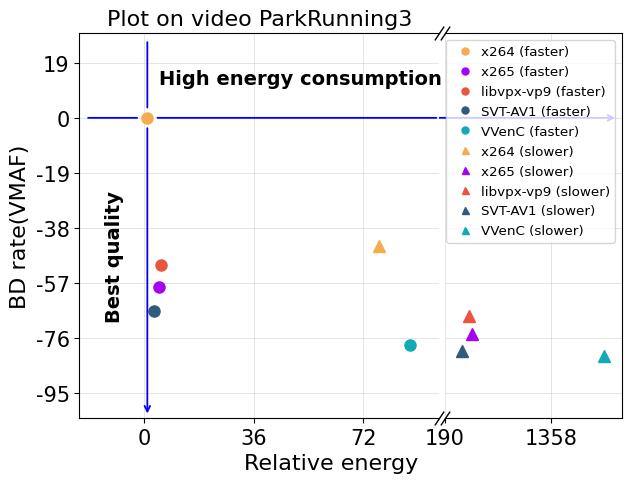 Plot on video ParkRunning3
19
0
-19
-38
-57
-76
-95
BD rate(VMAF)
High energy consumption
Best quality
x264 (faster)
x265 (faster)
libvpx-vp9 (faster)
SVT-AV1 (faster)
VVenC (faster)
x264 (slower)
x265 (slower)
libvpx-vp9 (slower)
SVT-AV1 (slower)
VVenC (slower)
0 36 72 190 1358
Relative energy